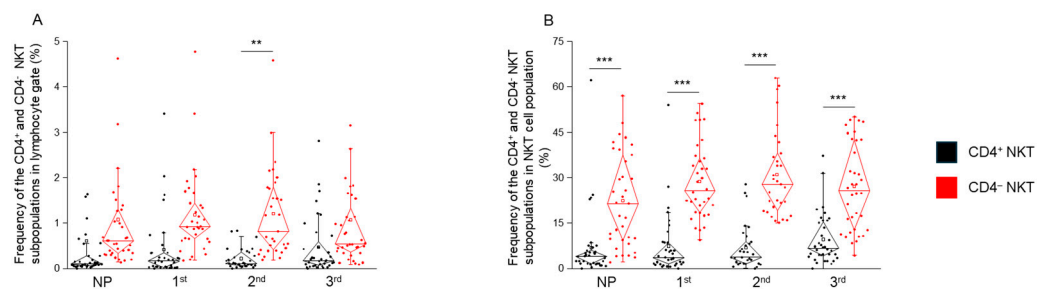 A
Frequency of the CD4⁺ and CD4⁻ NKT
subpopulations in lymphocyte gate (%)
5
4
3
2
1
0
**
NP
1ˢᵗ
2ⁿᵈ
3ʳᵈ
B
Frequency of the CD4⁺ and CD4⁻ NKT
subpopulations in NKT cell population
(%)
75
60
45
30
15
0
***
***
***
***
NP
1ˢᵗ
2ⁿᵈ
3ʳᵈ
CD4⁺ NKT
CD4⁻ NKT